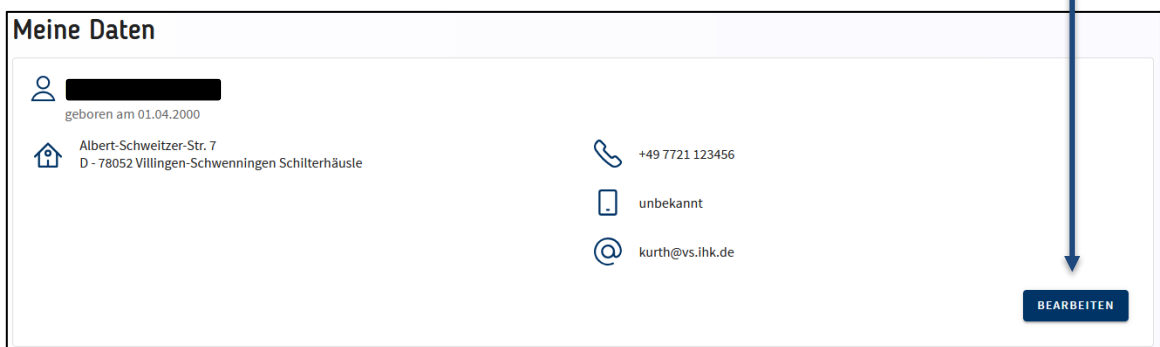 Meine Daten
geboren am 01.04.2000
Albert-Schweitzer-Str. 7
D - 78052 Villingen-Schwenningen Schilterhäusle
+49 7721 123456
unbekannt
kurth@vs.ihk.de
BEARBEITEN